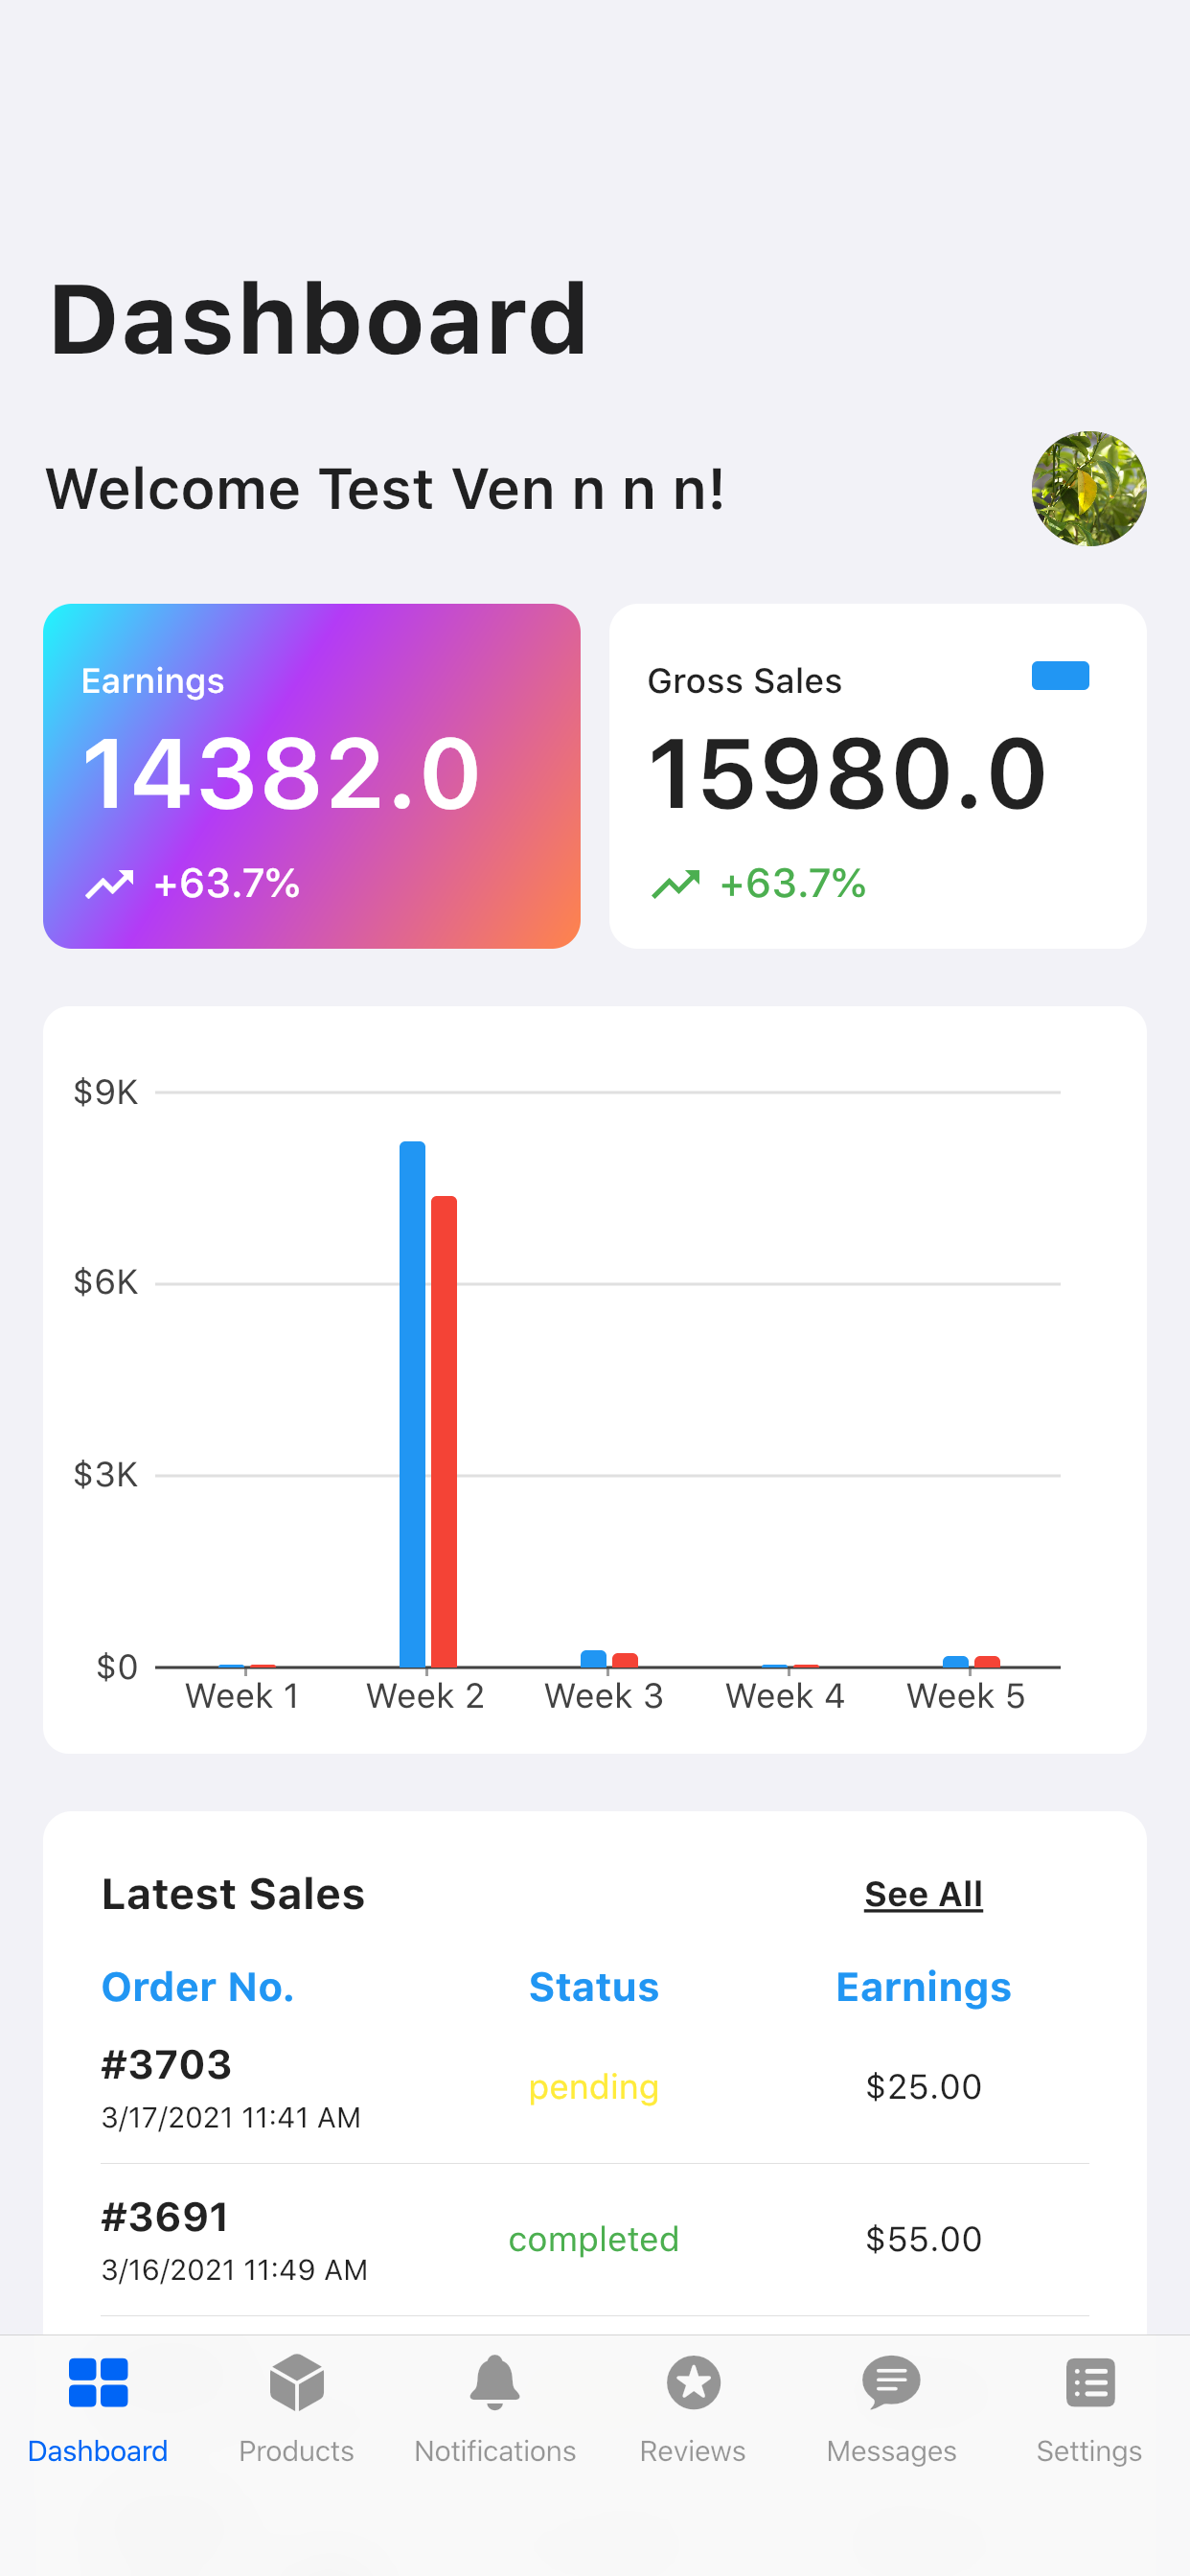 Dashboard
Welcome Test Ven n n n!
Earnings
14382.0
+63.7%
Gross Sales
15980.0
+63.7%
$9K
$6K
$3K
$0
Week 1 Week 2 Week 3 Week 4 Week 5
Latest Sales See All
Order No. Status Earnings
#3703
3/17/2021 11:41 AM
pending
$25.00
#3691
3/16/2021 11:49 AM
completed
$55.00
Dashboard Products Notifications Reviews Messages Settings